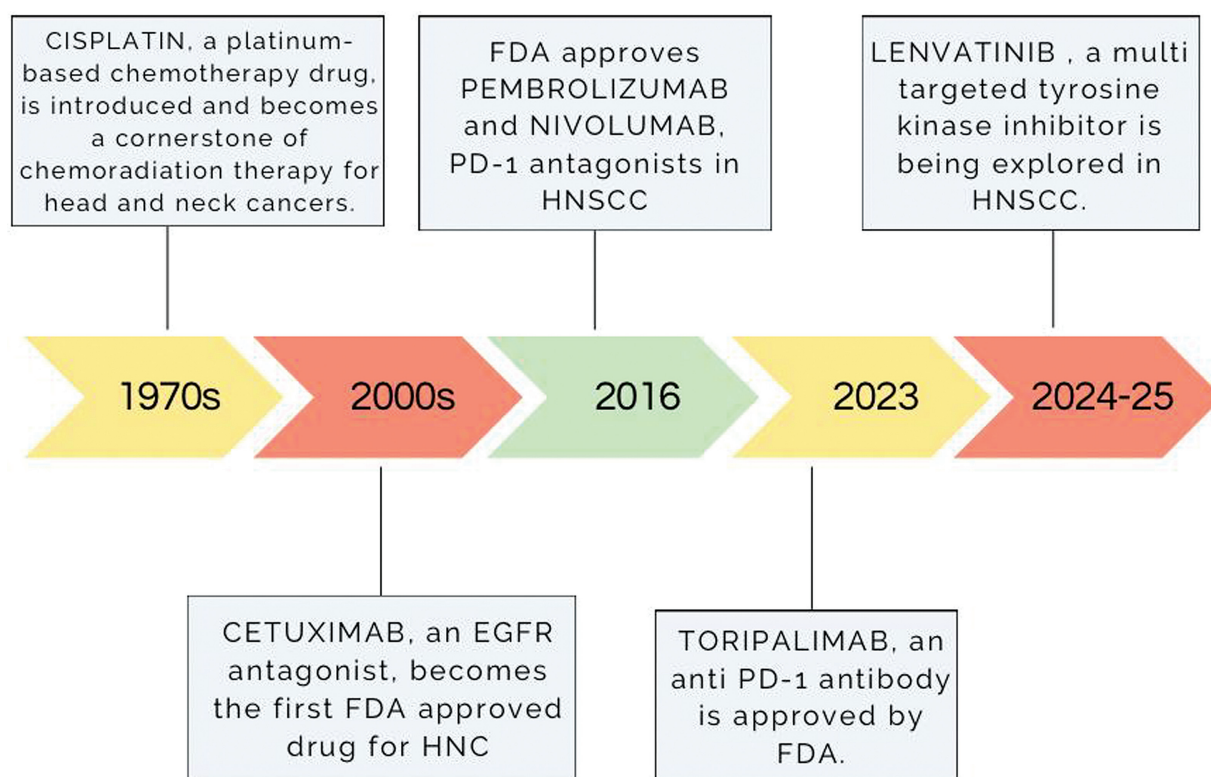 CISPLATIN, a platinum-
based chemotherapy drug,
is introduced and becomes
a cornerstone of
chemoradiation therapy for
head and neck cancers.
FDA approves
PEMBROLIZUMAB
and NIVOLUMAB,
PD-1 antagonists in
HNSCC
LENVATINIB , a multi
targeted tyrosine
kinase inhibitor is
being explored in
HNSCC.
1970s
2000s
2016
2023
2024-25
CETUXIMAB, an EGFR
antagonist, becomes
the first FDA approved
drug for HNC
TORIPALIMAB, an
anti PD-1 antibody
is approved by
FDA.